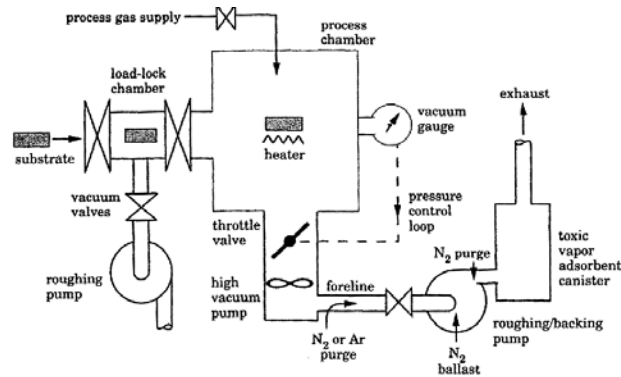 process gas supply
process
chamber
load-lock
chamber
exhaust
vacuum
gauge
substrate
heater
vacuum
valves
throttle
valve
pressure
control
loop
N₂ purge
toxic
vapor
adsorbent
canister
roughing
pump
high
vacuum
pump
foreline
N₂ or Ar
purge
roughing/backing
pump
N₂
ballast